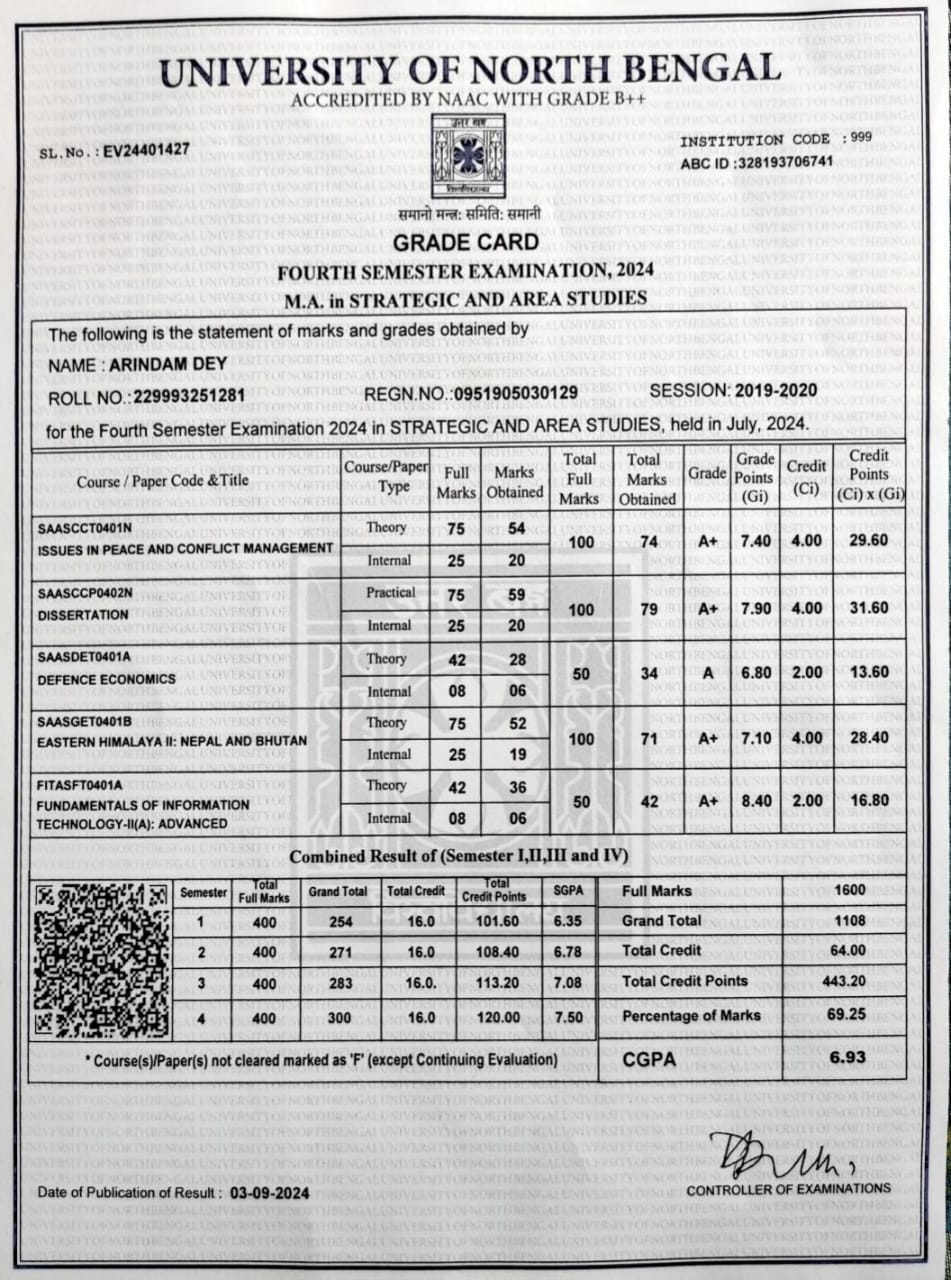 UNIVERSITY OF NORTH BENGAL
ACCREDITED BY NAAC WITH GRADE B++
SL. No. : EV24401427
INSTITUTION CODE : 999
ABC ID :328193706741
समानो मन्त्र: समिति: समानी
GRADE CARD
FOURTH SEMESTER EXAMINATION, 2024
M.A. in STRATEGIC AND AREA STUDIES
The following is the statement of marks and grades obtained by
NAME : ARINDAM DEY
ROLL NO.: 229993251281 REGN.NO.:0951905030129 SESSION: 2019-2020
for the Fourth Semester Examination 2024 in STRATEGIC AND AREA STUDIES, held in July, 2024.
Course / Paper Code &Title Course/Paper Type Full Marks Marks Obtained Total Full Marks Total Marks Obtained Grade Grade Points (Gi) Credit (Ci) Credit Points (Ci) x (Gi)
SAASCCT0401N Theory 75 54
ISSUES IN PEACE AND CONFLICT MANAGEMENT 100 74 A+ 7.40 4.00 29.60
Internal 25 20
SAASCCP0402N Practical 75 59
DISSERTATION 100 79 A+ 7.90 4.00 31.60
Internal 25 20
SAASDET0401A Theory 42 28
DEFENCE ECONOMICS 50 34 A 6.80 2.00 13.60
Internal 08 06
SAASGET0401B Theory 75 52
EASTERN HIMALAYA II: NEPAL AND BHUTAN 100 71 A+ 7.10 4.00 28.40
Internal 25 19
FITASFT0401A Theory 42 36
FUNDAMENTALS OF INFORMATION 50 42 A+ 8.40 2.00 16.80
TECHNOLOGY-II(A): ADVANCED Internal 08 06
Combined Result of (Semester I,II,III and IV)
Semester Total Full Marks Grand Total Total Credit Total Credit Points SGPA
1 400 254 16.0 101.60 6.35
2 400 271 16.0 108.40 6.78
3 400 283 16.0. 113.20 7.08
4 400 300 16.0 120.00 7.50
Full Marks 1600
Grand Total 1108
Total Credit 64.00
Total Credit Points 443.20
Percentage of Marks 69.25
CGPA 6.93
* Course(s)/Paper(s) not cleared marked as 'F' (except Continuing Evaluation)
Date of Publication of Result : 03-09-2024
CONTROLLER OF EXAMINATIONS